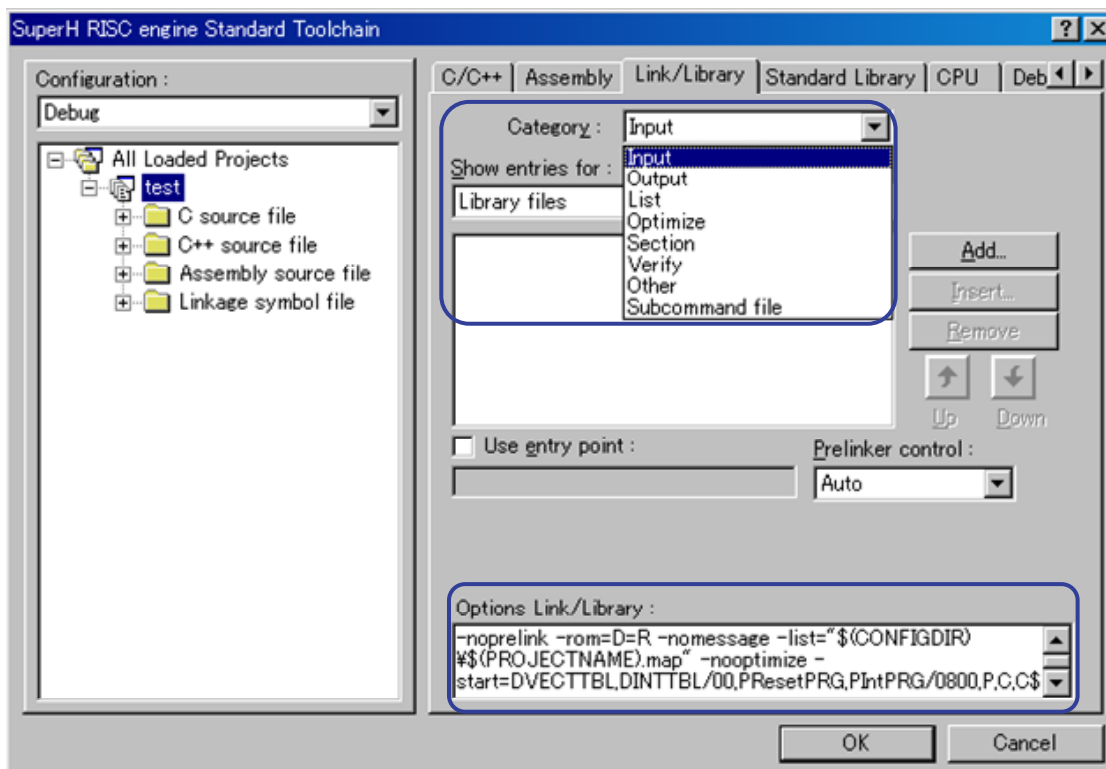 SuperH RISC engine Standard Toolchain
Configuration :
Debug
All Loaded Projects
test
C source file
C++ source file
Assembly source file
Linkage symbol file
C/C++ Assembly Link/Library Standard Library CPU Deb
Category : Input
Input
Output
List
Optimize
Section
Verify
Other
Subcommand file
Show entries for :
Library files
Add...
Insert...
Remove
Up Down
Use entry point :
Prelinker control :
Auto
Options Link/Library :
-noprelink -rom=D=R -nomessage -list="$(CONFIGDIR)
¥$(PROJECTNAME).map" -nooptimize -
start=DVECTTBL,DINTTBL/00,PResetPRG,PIntPRG/0800,P,C,C$
OK Cancel